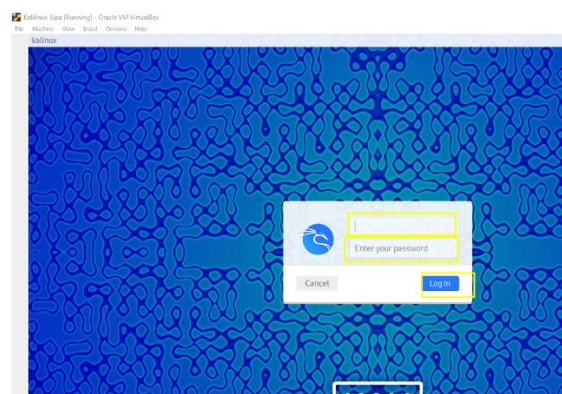 Kalilinux Sipa [Running] - Oracle VM VirtualBox
File Machine View Input Devices Help
kalinux
Enter your password
Cancel Log In